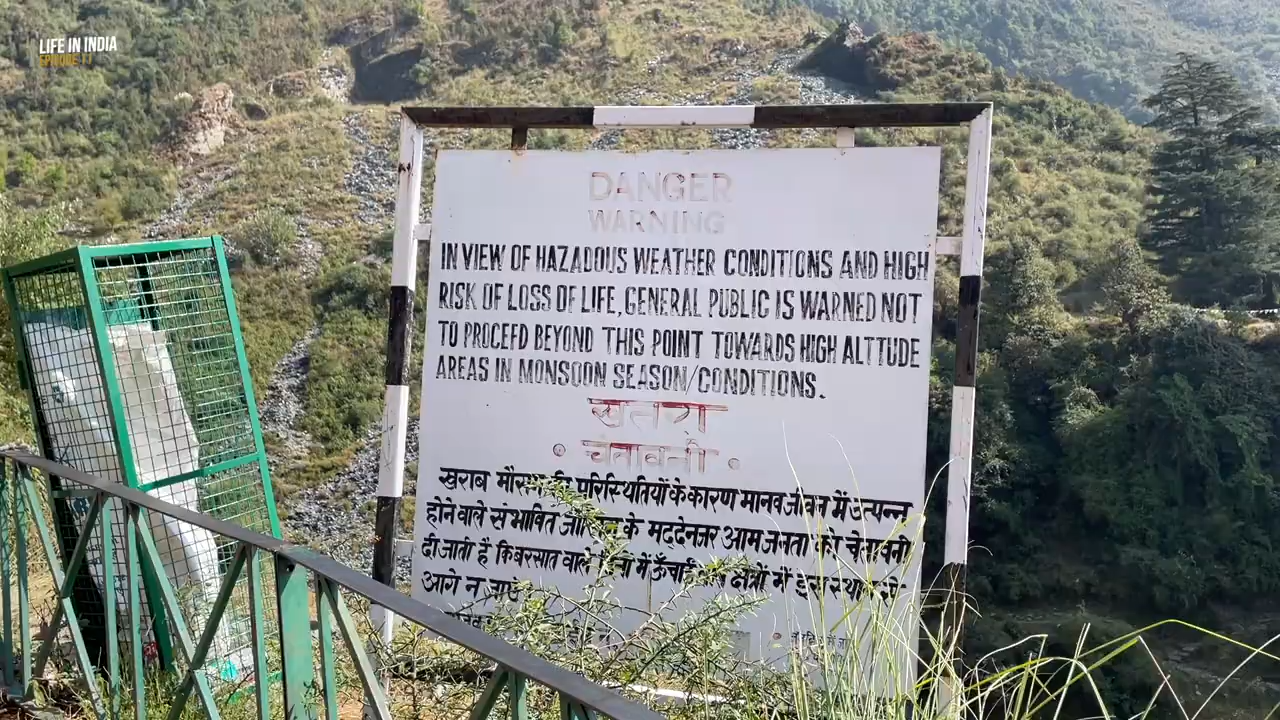 LIFE IN INDIA
EPISODE 11
DANGER
WARNING
IN VIEW OF HAZADOUS WEATHER CONDITIONS AND HIGH
RISK OF LOSS OF LIFE, GENERAL PUBLIC IS WARNED NOT
TO PROCEFD BEYOND THIS POINT TOWARDS HIGH ALTTUDE
AREAS IN MONSOON SEASON/CONDITIONS.
खतरा
चेतावनी
खराब मौसम की परिस्थितियों के कारण मानव जीवन में उत्पन्न
होने वाले संभावित के मद्देनजर आम जनता को चेतावनी
दी जाती है कि बरसात वाले में क्षेत्रों में इस
आगे न जाएं